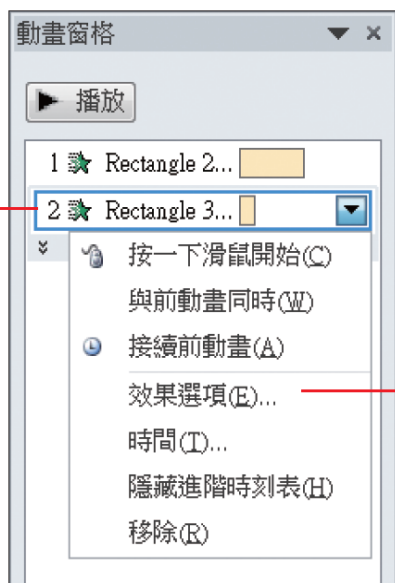 動畫窗格
播放
1 Rectangle 2...
2 Rectangle 3...
按一下滑鼠開始(C)
與前動畫同時(W)
接續前動畫(A)
效果選項(E)...
時間(T)...
隱藏進階時刻表(H)
移除(R)